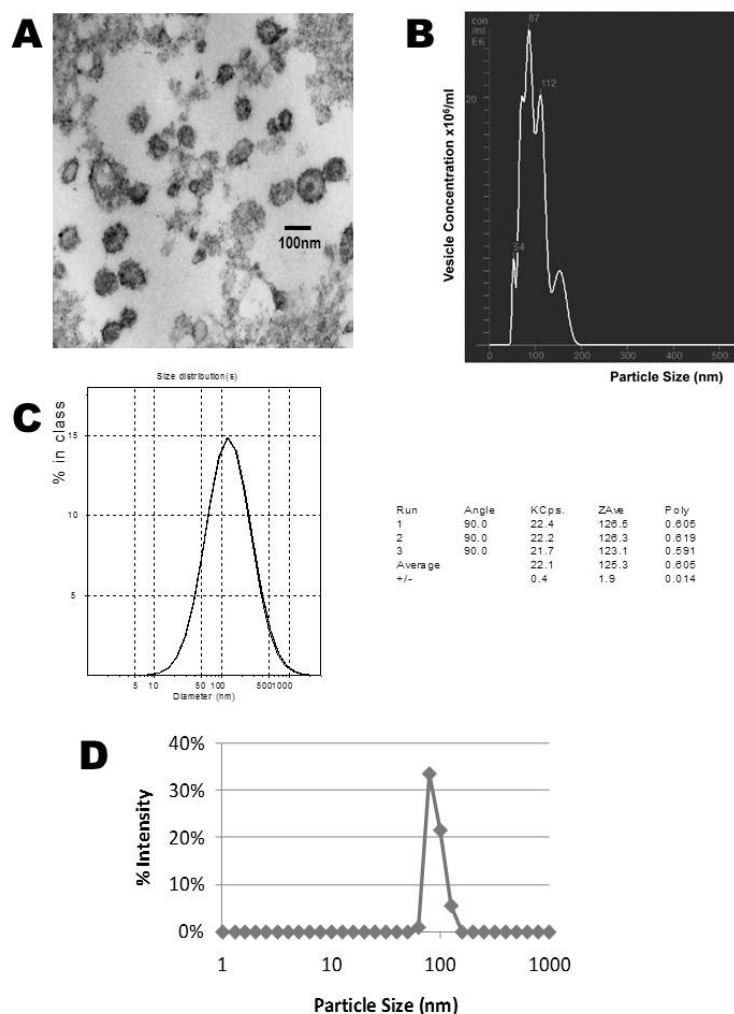 A
100nm
B
con
/ml
E6
87
112
20
54
Vesicle Concentration x10⁶/ml
0 100 200 300 400 500
Particle Size (nm)
C
Size distribution(s)
% in class
15
10
5
5 10 50 100 500 1000
Diameter (nm)
Run Angle KCps. ZAve Poly
1 90.0 22.4 126.5 0.605
2 90.0 22.2 126.3 0.619
3 90.0 21.7 123.1 0.591
Average 22.1 125.3 0.605
+/- 0.4 1.9 0.014
D
40%
30%
20%
10%
0%
% Intensity
1 10 100 1000
Particle Size (nm)